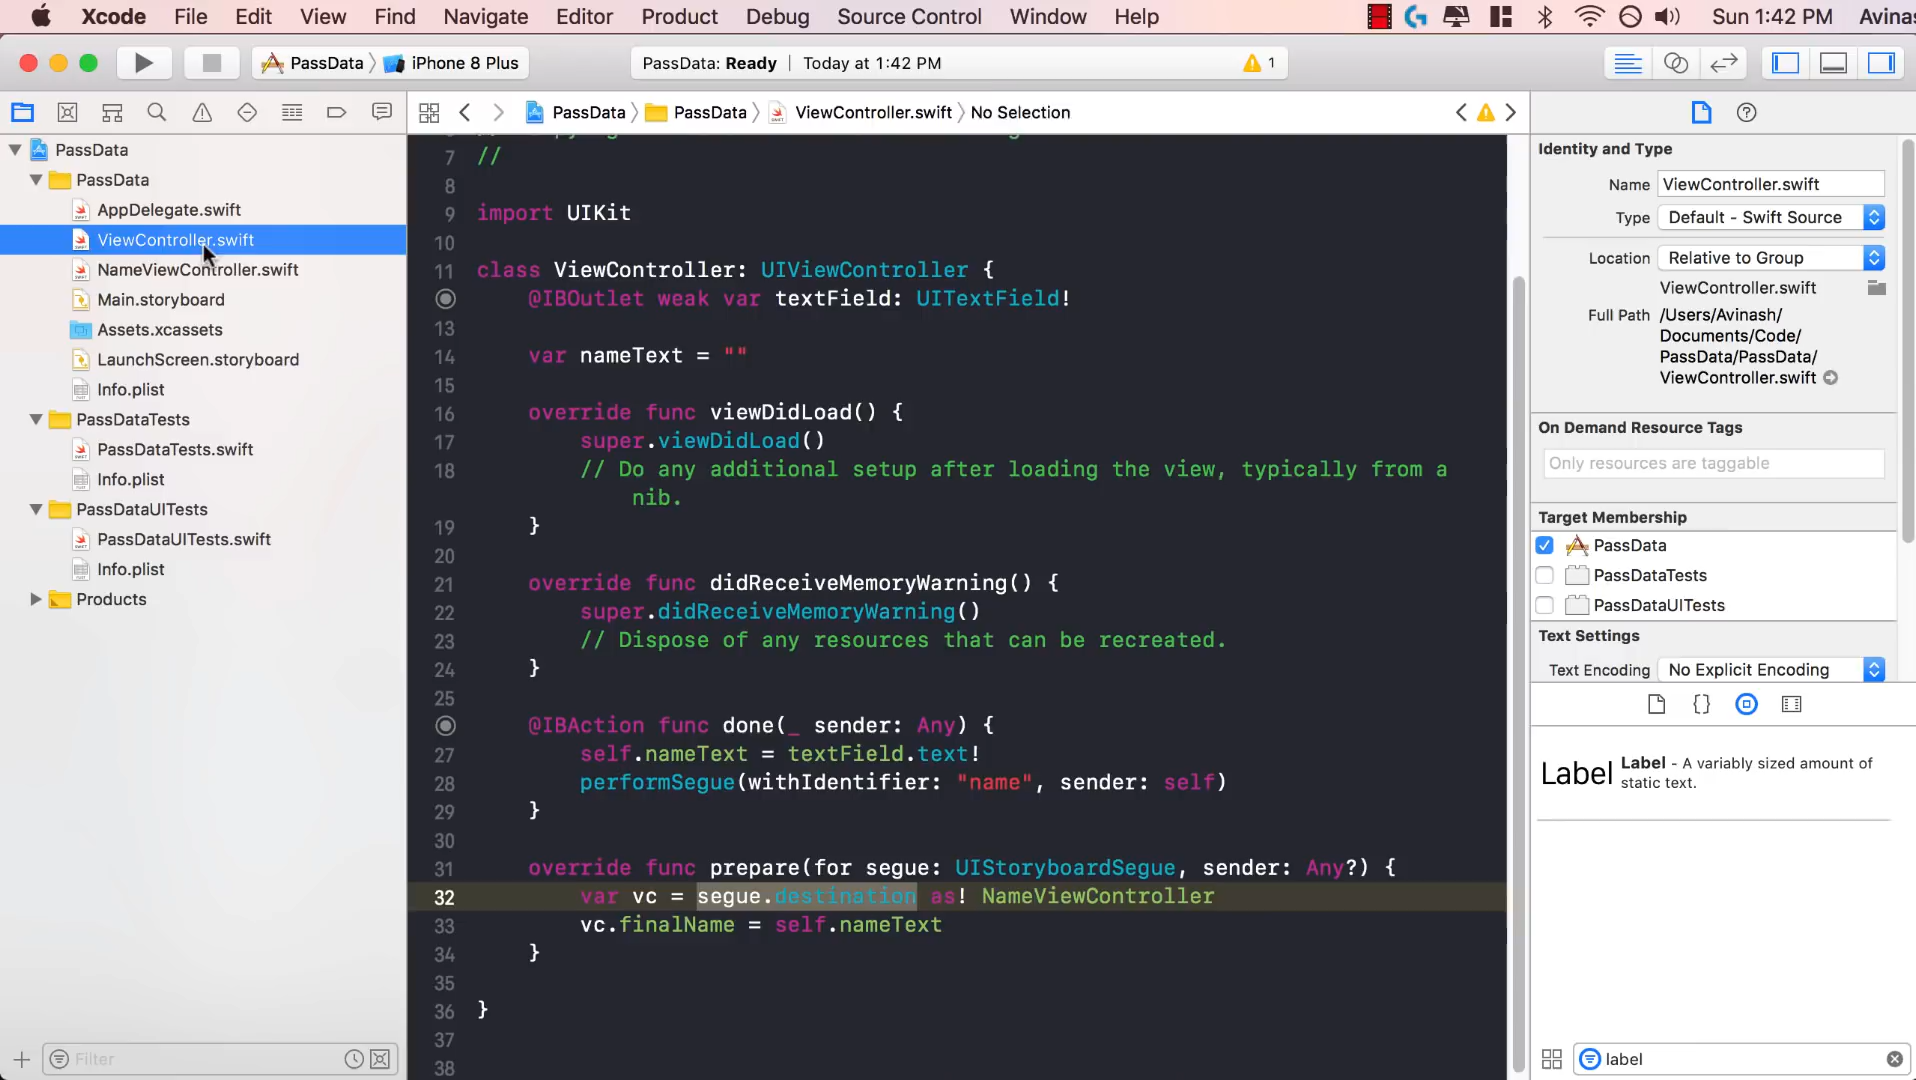 Xcode File Edit View Find Navigate Editor Product Debug Source Control Window Help Sun 1:42 PM Avinas
PassData iPhone 8 Plus
PassData: Ready | Today at 1:42 PM 1
PassData PassData ViewController.swift No Selection
PassData
PassData
AppDelegate.swift
ViewController.swift
NameViewController.swift
Main.storyboard
Assets.xcassets
LaunchScreen.storyboard
Info.plist
PassDataTests
PassDataTests.swift
Info.plist
PassDataUITests
PassDataUITests.swift
Info.plist
Products
Filter
7 //
8
9 import UIKit
10
11 class ViewController: UIViewController {
@IBOutlet weak var textField: UITextField!
13
14 var nameText = ""
15
16 override func viewDidLoad() {
17 super.viewDidLoad()
18 // Do any additional setup after loading the view, typically from a
nib.
19 }
20
21 override func didReceiveMemoryWarning() {
22 super.didReceiveMemoryWarning()
23 // Dispose of any resources that can be recreated.
24 }
25
@IBAction func done(_ sender: Any) {
27 self.nameText = textField.text!
28 performSegue(withIdentifier: "name", sender: self)
29 }
30
31 override func prepare(for segue: UIStoryboardSegue, sender: Any?) {
32 var vc = segue.destination as! NameViewController
33 vc.finalName = self.nameText
34 }
35
36 }
37
38
Identity and Type
Name ViewController.swift
Type Default - Swift Source
Location Relative to Group
ViewController.swift
Full Path /Users/Avinash/
Documents/Code/
PassData/PassData/
ViewController.swift
On Demand Resource Tags
Only resources are taggable
Target Membership
PassData
PassDataTests
PassDataUITests
Text Settings
Text Encoding No Explicit Encoding
Label Label - A variably sized amount of
static text.
label